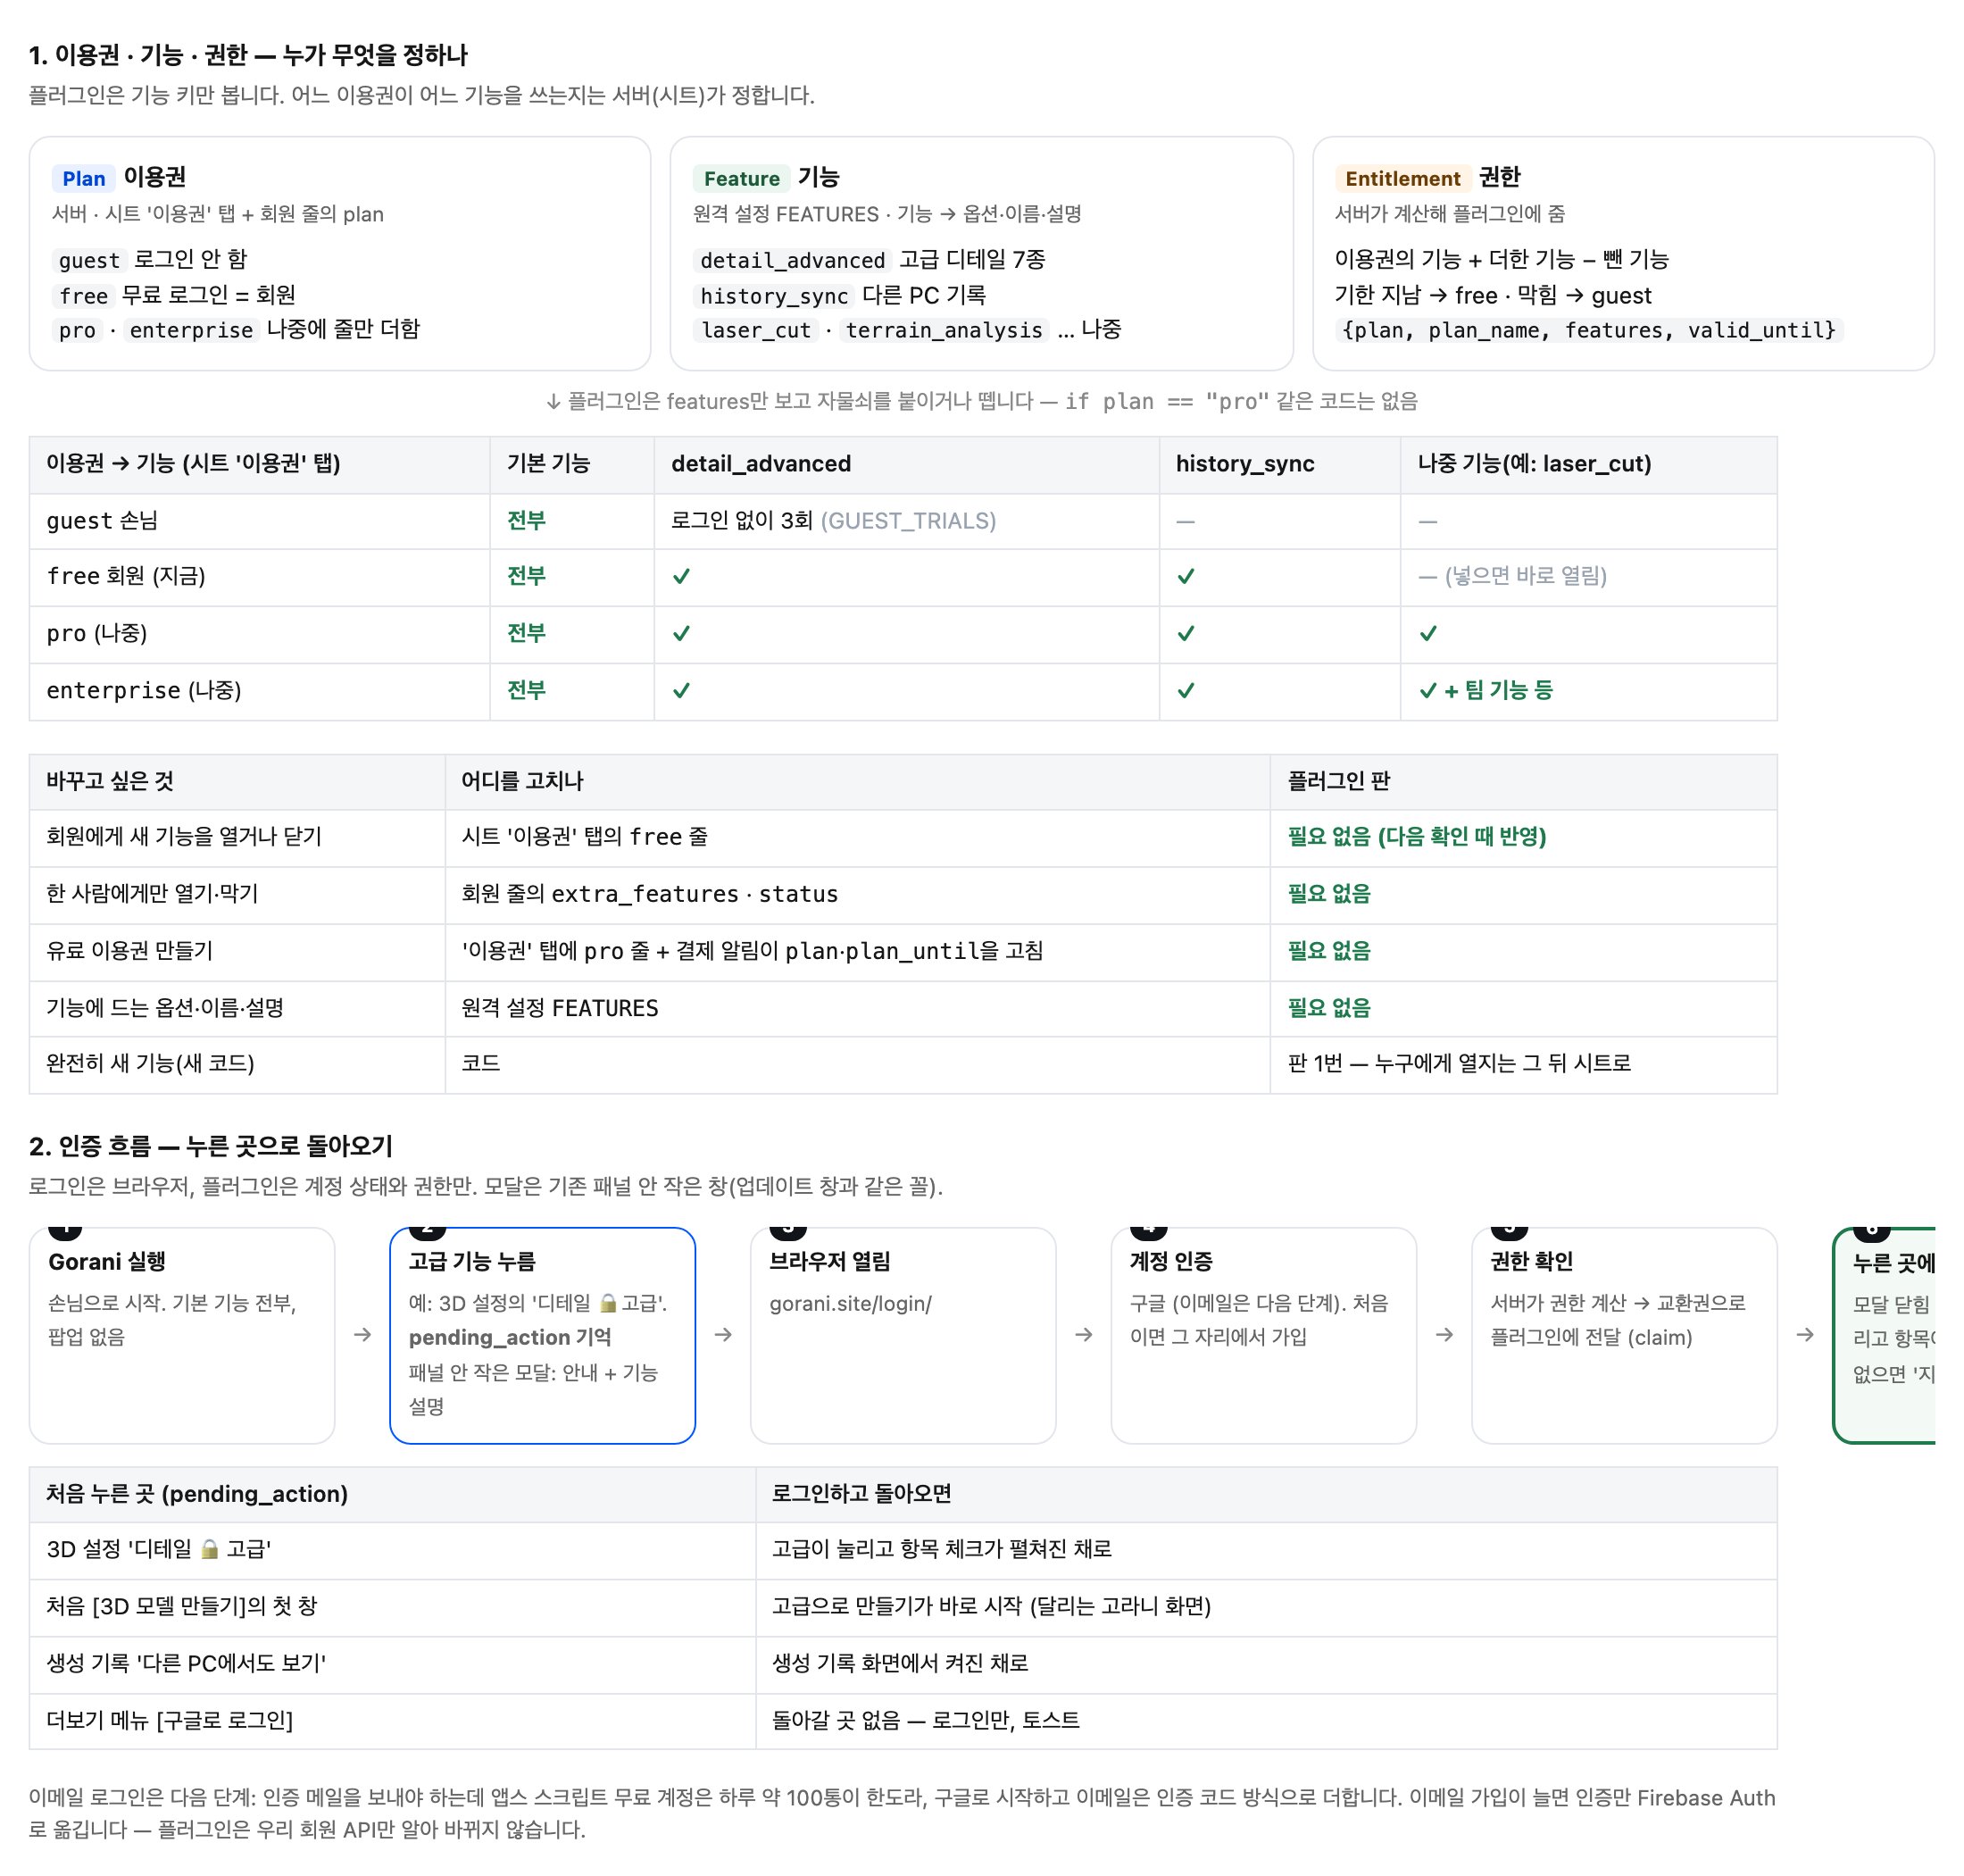 1. 이용권 · 기능 · 권한 — 누가 무엇을 정하나
플러그인은 기능 키만 봅니다. 어느 이용권이 어느 기능을 쓰는지는 서버(시트)가 정합니다.
Plan 이용권
서버 · 시트 '이용권' 탭 + 회원 줄의 plan
guest 로그인 안 함
free 무료 로그인 = 회원
pro · enterprise 나중에 줄만 더함
Feature 기능
원격 설정 FEATURES · 기능 → 옵션·이름·설명
detail_advanced 고급 디테일 7종
history_sync 다른 PC 기록
laser_cut · terrain_analysis ... 나중
Entitlement 권한
서버가 계산해 플러그인에 줌
이용권의 기능 + 더한 기능 − 뺀 기능
기한 지남 → free · 막힘 → guest
{plan, plan_name, features, valid_until}
↓ 플러그인은 features만 보고 자물쇠를 붙이거나 뗍니다 — if plan == "pro" 같은 코드는 없음
이용권 → 기능 (시트 '이용권' 탭) 기본 기능 detail_advanced history_sync 나중 기능(예: laser_cut)
guest 손님 전부 로그인 없이 3회 (GUEST_TRIALS) — —
free 회원 (지금) 전부 ✓ ✓ — (넣으면 바로 열림)
pro (나중) 전부 ✓ ✓ ✓
enterprise (나중) 전부 ✓ ✓ ✓ + 팀 기능 등
바꾸고 싶은 것 어디를 고치나 플러그인 판
회원에게 새 기능을 열거나 닫기 시트 '이용권' 탭의 free 줄 필요 없음 (다음 확인 때 반영)
한 사람에게만 열기·막기 회원 줄의 extra_features · status 필요 없음
유료 이용권 만들기 '이용권' 탭에 pro 줄 + 결제 알림이 plan·plan_until을 고침 필요 없음
기능에 드는 옵션·이름·설명 원격 설정 FEATURES 필요 없음
완전히 새 기능(새 코드) 코드 판 1번 — 누구에게 열지는 그 뒤 시트로
2. 인증 흐름 — 누른 곳으로 돌아오기
로그인은 브라우저, 플러그인은 계정 상태와 권한만. 모달은 기존 패널 안 작은 창(업데이트 창과 같은 꼴).
Gorani 실행
손님으로 시작. 기본 기능 전부,
팝업 없음
→
고급 기능 누름
예: 3D 설정의 '디테일 🔒고급'.
pending_action 기억
패널 안 작은 모달: 안내 + 기능
설명
→
브라우저 열림
gorani.site/login/
→
계정 인증
구글 (이메일은 다음 단계). 처음
이면 그 자리에서 가입
→
권한 확인
서버가 권한 계산 → 교환권으로
플러그인에 전달 (claim)
→
누른 곳에
모달 닫힘
리고
없으면
처음 누른 곳 (pending_action) 로그인하고 돌아오면
3D 설정 '디테일 🔒 고급' 고급이 눌리고 항목 체크가 펼쳐진 채로
처음 [3D 모델 만들기]의 첫 창 고급으로 만들기가 바로 시작 (달리는 고라니 화면)
생성 기록 '다른 PC에서도 보기' 생성 기록 화면에서 켜진 채로
더보기 메뉴 [구글로 로그인] 돌아갈 곳 없음 — 로그인만, 토스트
이메일 로그인은 다음 단계: 인증 메일을 보내야 하는데 앱스 스크립트 무료 계정은 하루 약 100통이 한도라, 구글로 시작하고 이메일은 인증 코드 방식으로 더합니다. 이메일 가입이 늘면 인증만 Firebase Auth
로 옮깁니다 — 플러그인은 우리 회원 API만 알아 바뀌지 않습니다.